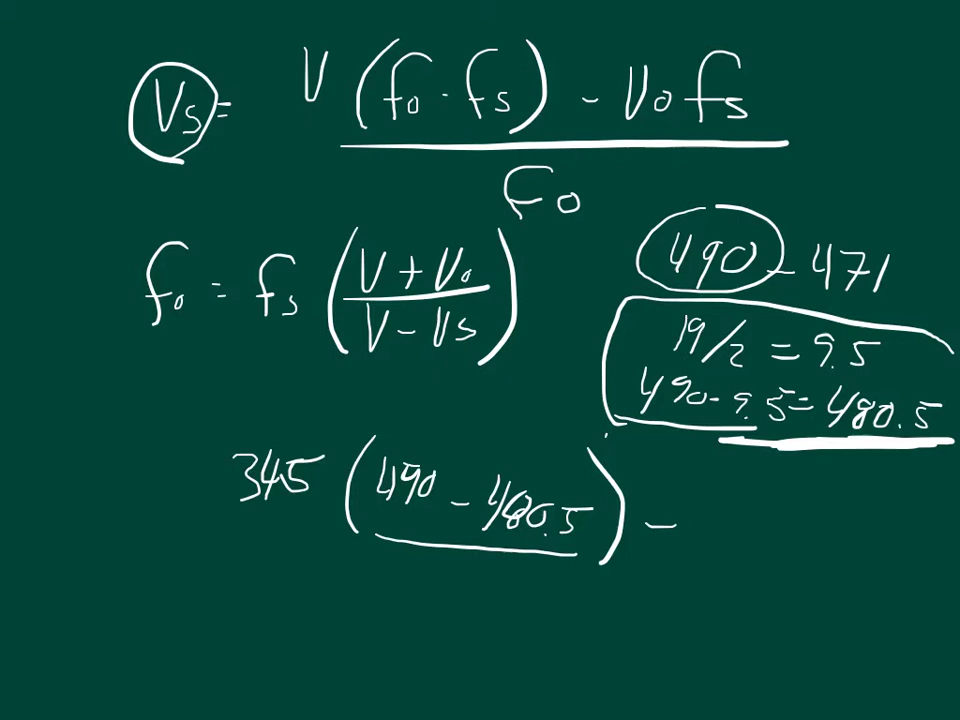 Vs = V (fo - fs) - Vo fs
Fo
fo = fs (V + Vo / V - Vs)
490 - 471
19/2 = 9.5
490 - 9.5 = 480.5
345 (490 - 480.5) -